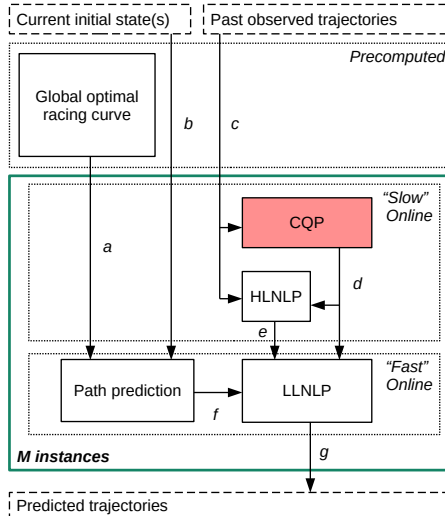 Current initial state(s)
Past observed trajectories
Precomputed
Global optimal
racing curve
b
c
"Slow"
Online
CQP
a
d
HLNLP
e
"Fast"
Online
Path prediction
LLNLP
f
g
M instances
Predicted trajectories